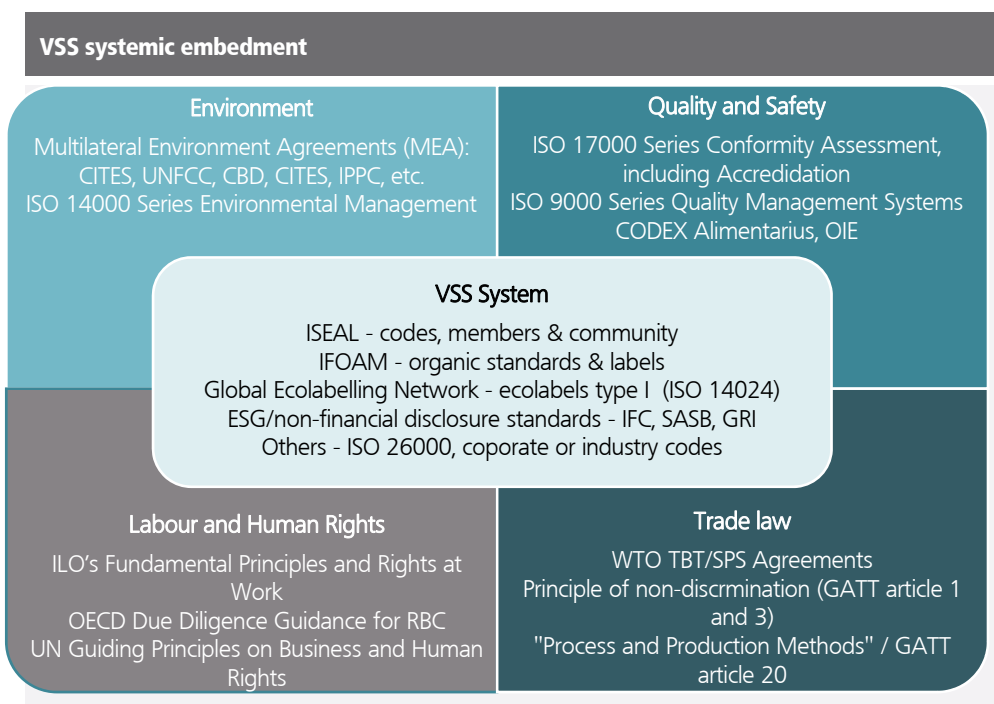 VSS systemic embedment
Environment
Multilateral Environment Agreements (MEA):
CITES, UNFCC, CBD, CITES, IPPC, etc.
ISO 14000 Series Environmental Management
Quality and Safety
ISO 17000 Series Conformity Assessment,
including Accredidation
ISO 9000 Series Quality Management Systems
CODEX Alimentarius, OIE
VSS System
ISEAL - codes, members & community
IFOAM - organic standards & labels
Global Ecolabelling Network - ecolabels type I (ISO 14024)
ESG/non-financial disclosure standards - IFC, SASB, GRI
Others - ISO 26000, coporate or industry codes
Labour and Human Rights
ILO’s Fundamental Principles and Rights at
Work
OECD Due Diligence Guidance for RBC
UN Guiding Principles on Business and Human
Rights
Trade law
WTO TBT/SPS Agreements
Principle of non-discrmination (GATT article 1
and 3)
"Process and Production Methods" / GATT
article 20